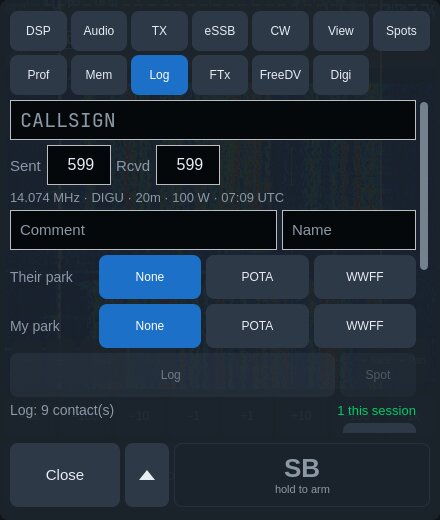 DSP Audio TX eSSB CW View Spots
Prof Mem Log FTx FreeDV Digi
CALLSIGN
Sent 599 Rcvd 599
14.074 MHz · DIGU · 20m · 100 W · 07:09 UTC
Comment Name
Their park None POTA WWFF
My park None POTA WWFF
Log Spot
Log: 9 contact(s) 1 this session
Close SB
hold to arm